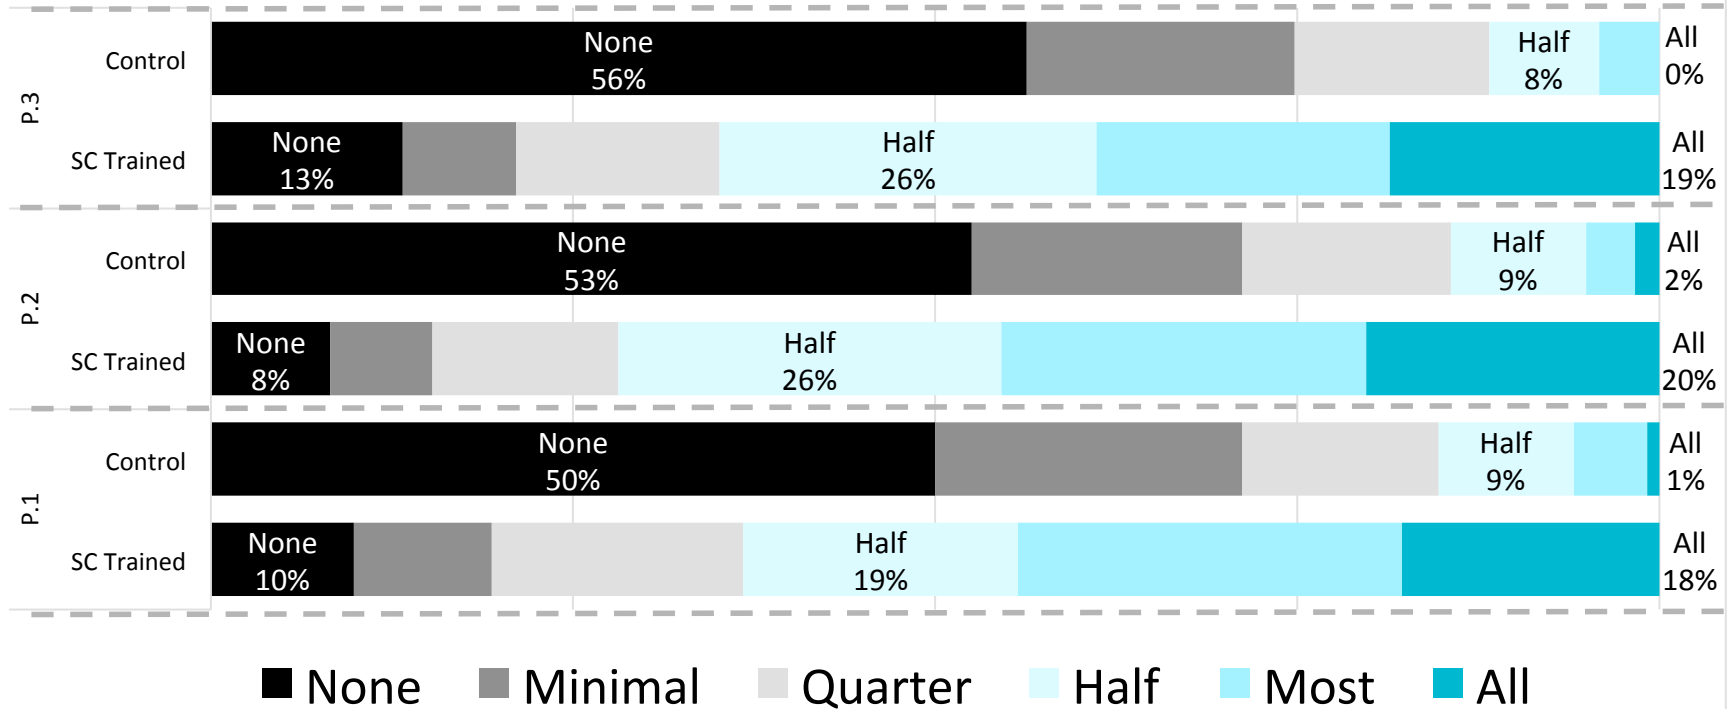 P.3
Control
None
56%
Half
8%
All
0%
SC Trained
None
13%
Half
26%
All
19%
P.2
Control
None
53%
Half
9%
All
2%
SC Trained
None
8%
Half
26%
All
20%
P.1
Control
None
50%
Half
9%
All
1%
SC Trained
None
10%
Half
19%
All
18%
None Minimal Quarter Half Most All